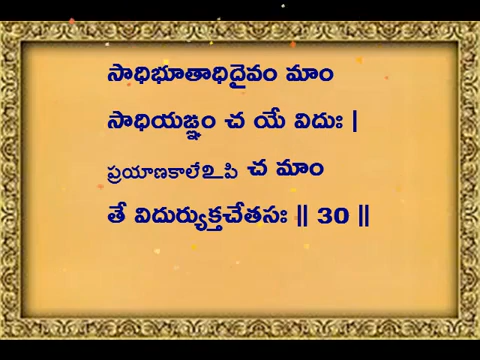 సాధిభూతాధిదైవం మాం
సాధియజ్ఞం చ యే విదుః |
ప్రయాణకాలేఽపి చ మాం
తే విదుర్యుక్తచేతసః || 30 ||